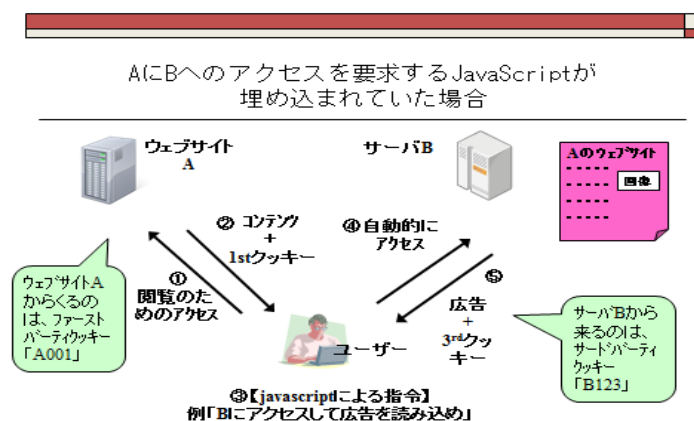 AにBへのアクセスを要求するJavaScriptが
埋め込まれていた場合
ウェブサイト
A
サーバB
Aのウェブサイト
画像
② コンテンツ
+
1stクッキー
④自動的に
アクセス
①
閲覧のた
めのアクセス
⑤
広告
+
3rdクッ
キー
ウェブサイトA
からくるの
は、ファースト
パーティクッキー
「A001」
サーバBから
来るのは、
サードパーティ
クッキー
「B123」
ユーザー
③【javascriptによる指令】
例「Bにアクセスして広告を読み込め」